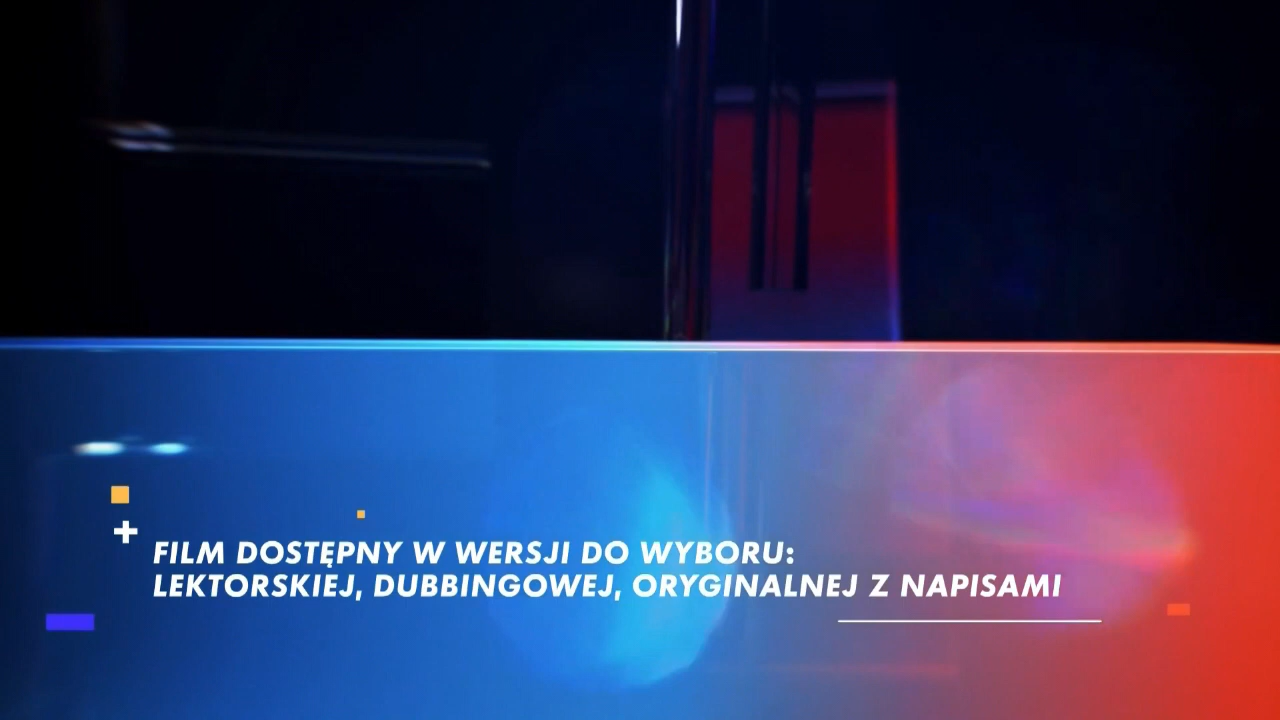 FILM DOSTĘPNY W WERSJI DO WYBORU:
LEKTORSKIEJ, DUBBINGOWEJ, ORYGINALNEJ Z NAPISAMI